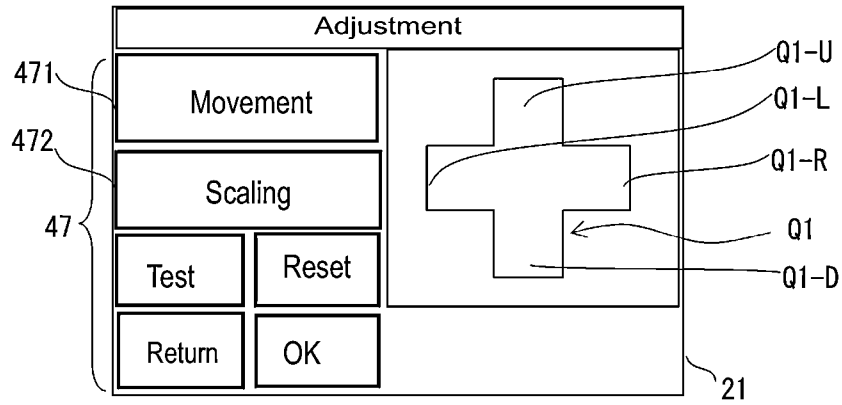 Adjustment
471
Movement
472
Scaling
47
Test
Reset
Return
OK
Q1-U
Q1-L
Q1-R
Q1
Q1-D
21